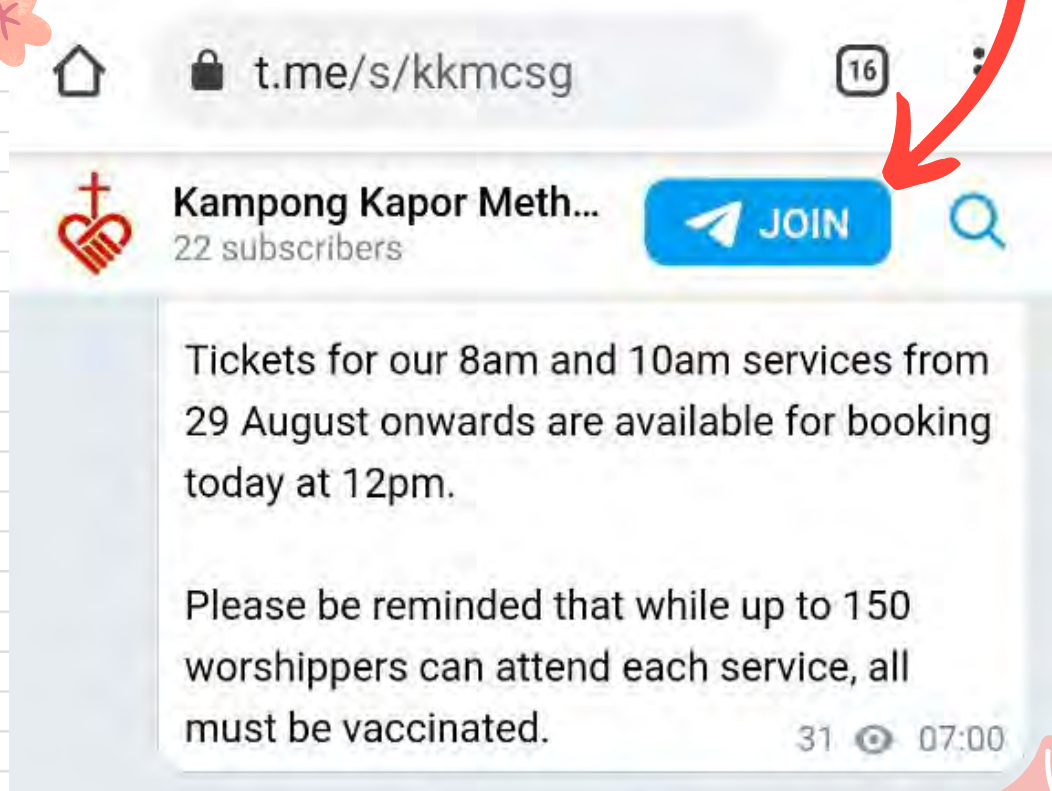 t.me/s/kkmcsg
16
Kampong Kapor Meth...
22 subscribers
JOIN
Tickets for our 8am and 10am services from
29 August onwards are available for booking
today at 12pm.
Please be reminded that while up to 150
worshippers can attend each service, all
must be vaccinated.
31 07:00